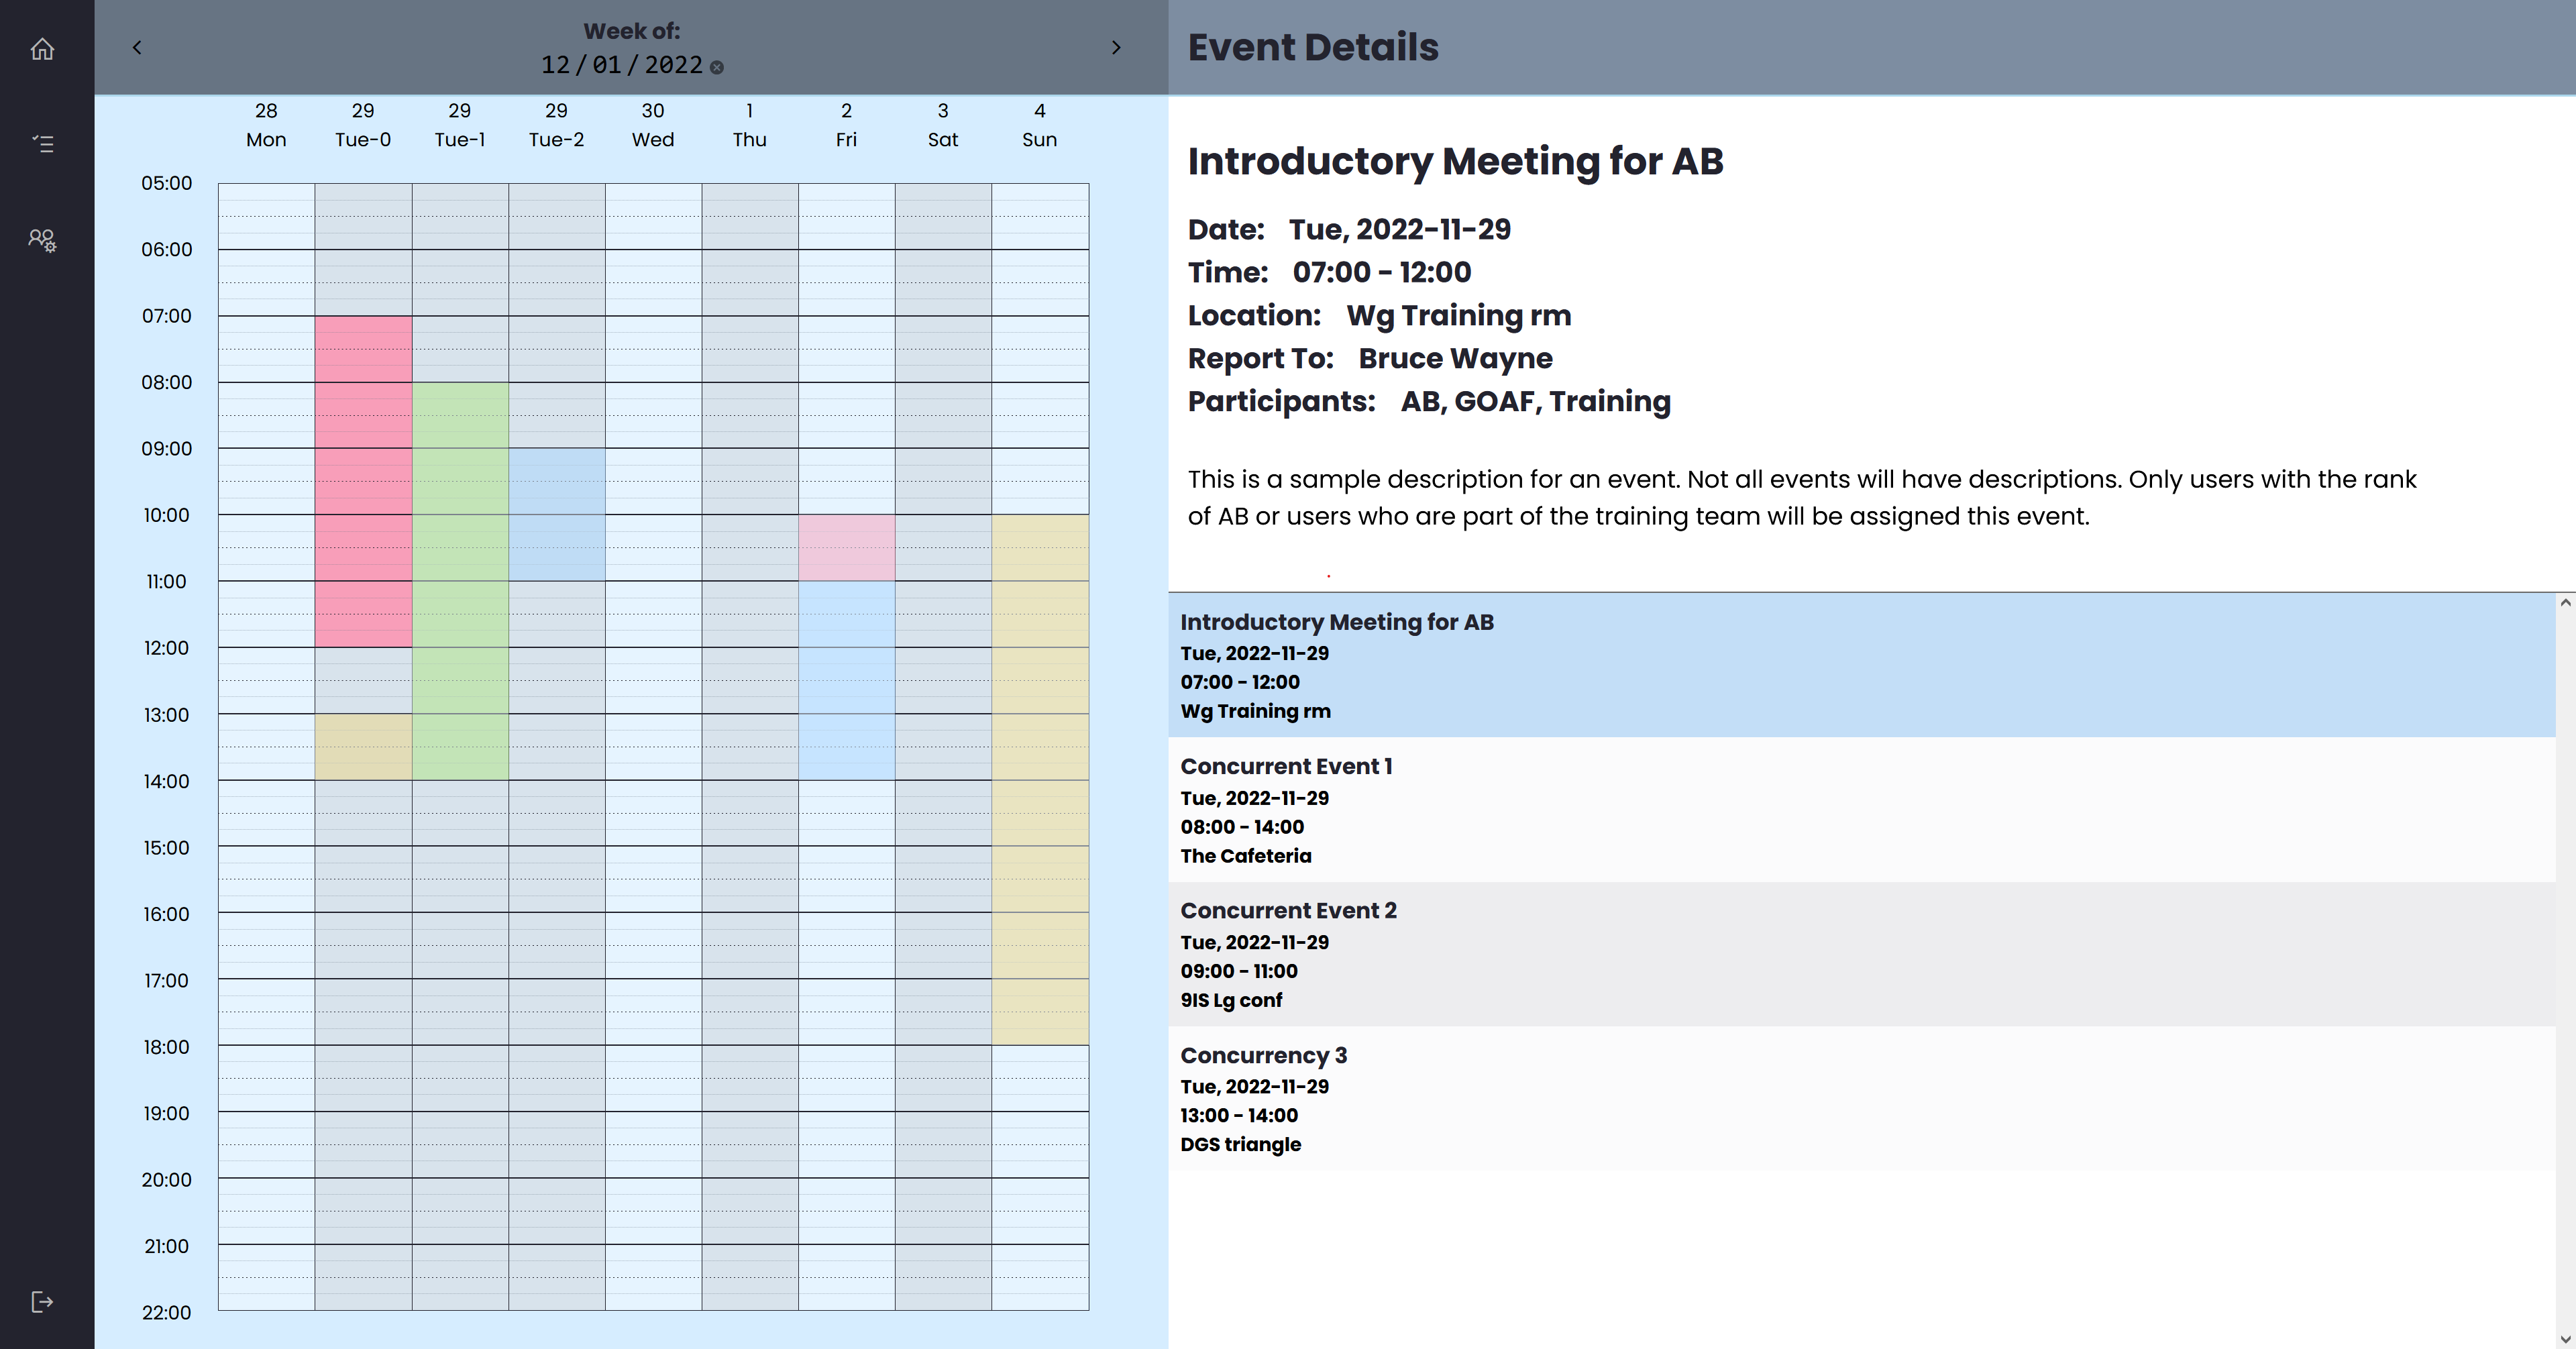 Week of:
12/01/2022
28 29 29 29 30 1 2 3 4
Mon Tue-0 Tue-1 Tue-2 Wed Thu Fri Sat Sun
05:00
06:00
07:00
08:00
09:00
10:00
11:00
12:00
13:00
14:00
15:00
16:00
17:00
18:00
19:00
20:00
21:00
22:00
Event Details
Introductory Meeting for AB
Date: Tue, 2022-11-29
Time: 07:00 - 12:00
Location: Wg Training rm
Report To: Bruce Wayne
Participants: AB, GOAF, Training
This is a sample description for an event. Not all events will have descriptions. Only users with the rank
of AB or users who are part of the training team will be assigned this event.
Introductory Meeting for AB
Tue, 2022-11-29
07:00 - 12:00
Wg Training rm
Concurrent Event 1
Tue, 2022-11-29
08:00 - 14:00
The Cafeteria
Concurrent Event 2
Tue, 2022-11-29
09:00 - 11:00
9IS Lg conf
Concurrency 3
Tue, 2022-11-29
13:00 - 14:00
DGS triangle